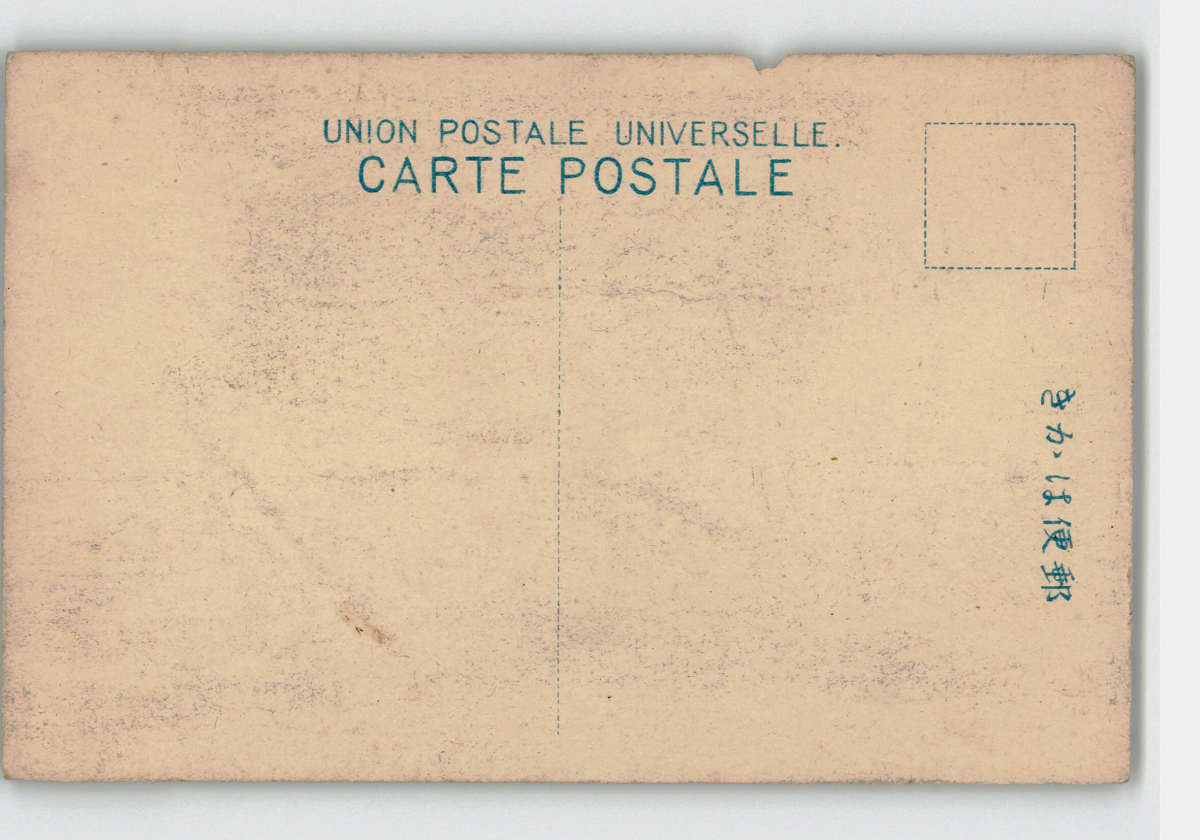 UNION POSTALE UNIVERSELLE.
CARTE POSTALE
きかは便郵